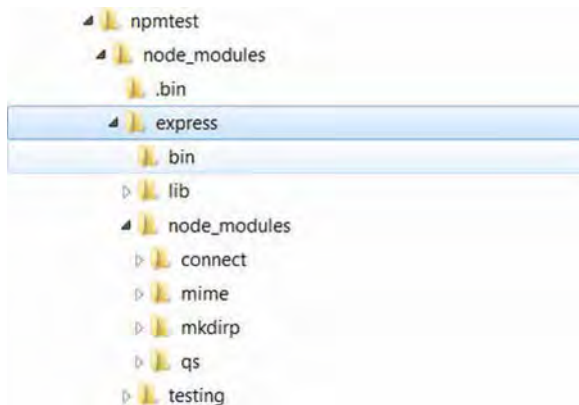 npmtest
node_modules
.bin
express
bin
lib
node_modules
connect
mime
mkdirp
qs
testing